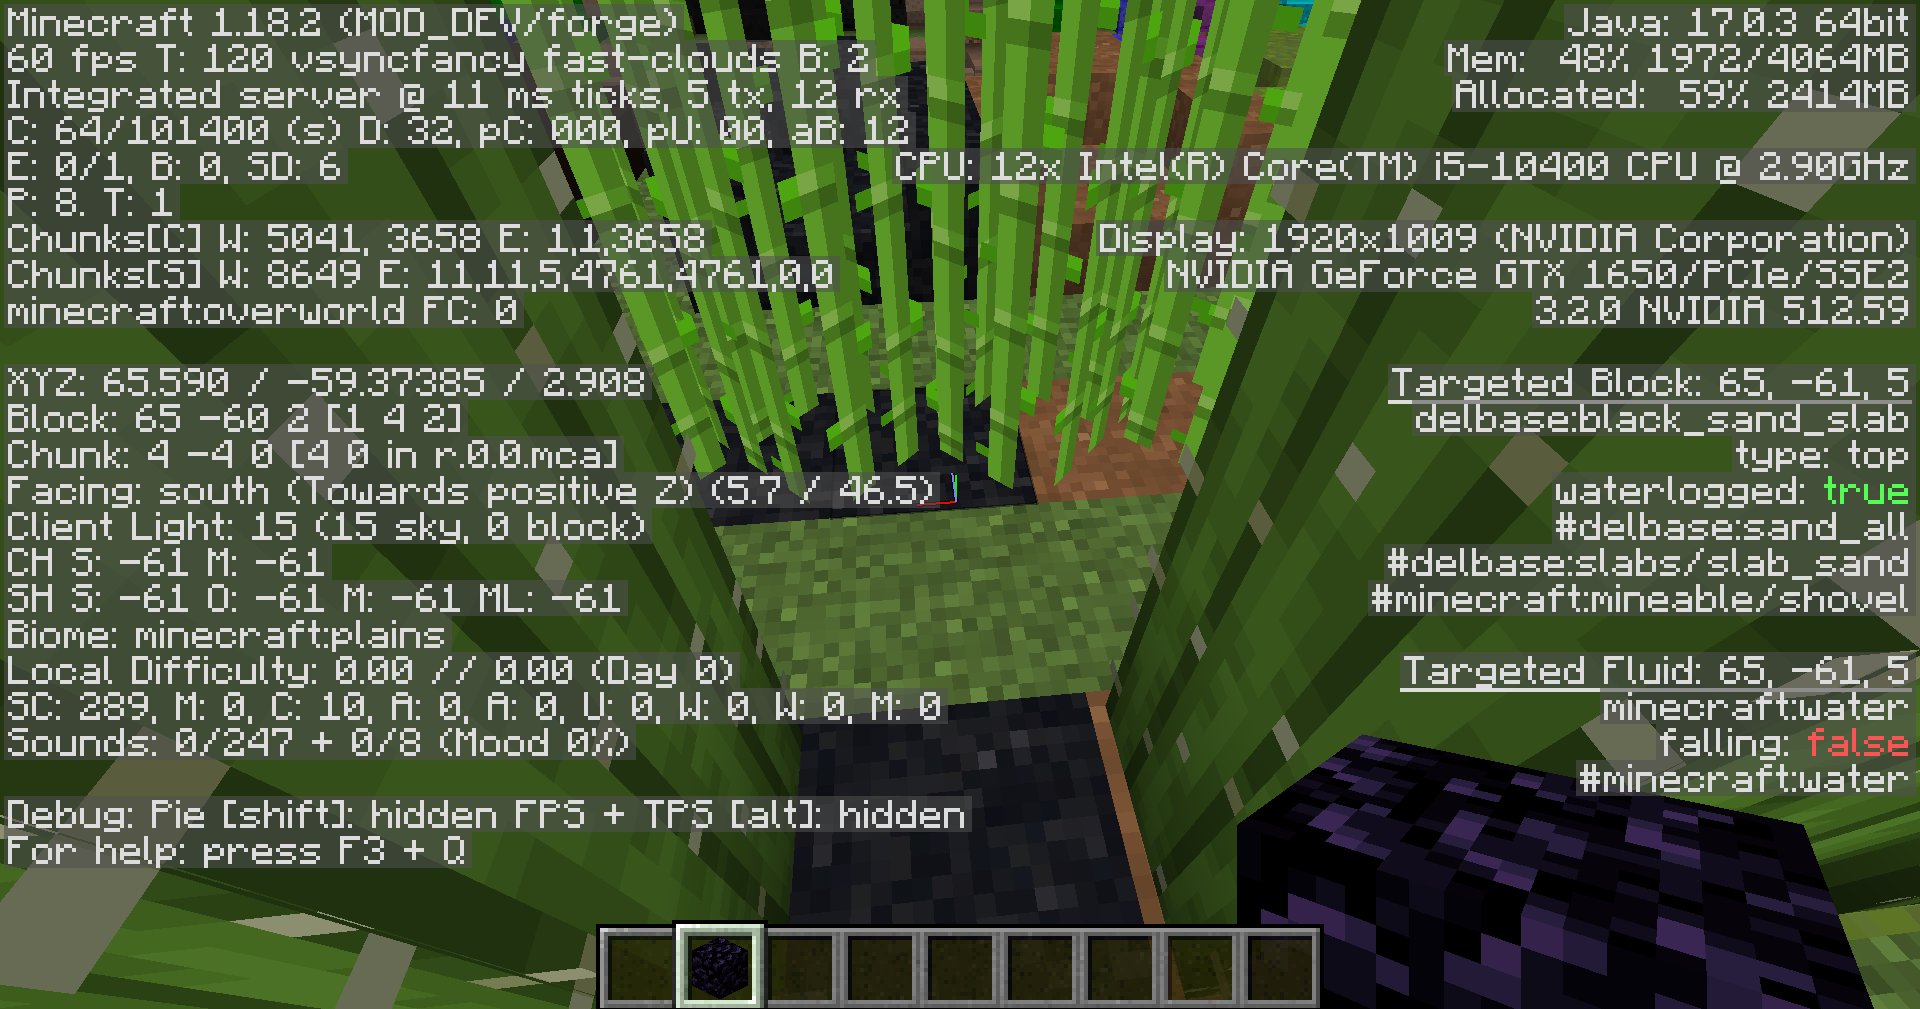 Minecraft 1.18.2 (MOD_DEV/forge)
60 fps T: 120 vsyncfancy fast-clouds B: 2
Integrated server @ 11 ms ticks, 5 tx, 12 rx
C: 64/101400 (s) D: 32, pC: 000, pU: 00, aB: 12
E: 0/1, B: 0, SD: 6
P: 8. T: 1
Chunks[C] W: 5041, 3658 E: 1,1,3658
Chunks[S] W: 8649 E: 11,11,5,4761,4761,0,0
minecraft:overworld FC: 0
XYZ: 65.590 / -59.37385 / 2.908
Block: 65 -60 2 [1 4 2]
Chunk: 4 -4 0 [4 0 in r.0.0.mca]
Facing: south (Towards positive Z) (5.7 / 46.5)
Client Light: 15 (15 sky, 0 block)
CH S: -61 M: -61
SH S: -61 O: -61 M: -61 ML: -61
Biome: minecraft:plains
Local Difficulty: 0.00 // 0.00 (Day 0)
SC: 289, M: 0, C: 10, A: 0, A: 0, U: 0, W: 0, W: 0, M: 0
Sounds: 0/247 + 0/8 (Mood 0%)
Debug: Pie [shift]: hidden FPS + TPS [alt]: hidden
For help: press F3 + Q
Java: 17.0.3 64bit
Mem: 48% 1972/4064MB
Allocated: 59% 2414MB
CPU: 12x Intel(R) Core(TM) i5-10400 CPU @ 2.90GHz
Display: 1920x1009 (NVIDIA Corporation)
NVIDIA GeForce GTX 1650/PCIe/SSE2
3.2.0 NVIDIA 512.59
Targeted Block: 65, -61, 5
delbase:black_sand_slab
type: top
waterlogged: true
#delbase:sand_all
#delbase:slabs/slab_sand
#minecraft:mineable/shovel
Targeted Fluid: 65, -61, 5
minecraft:water
falling: false
#minecraft:water